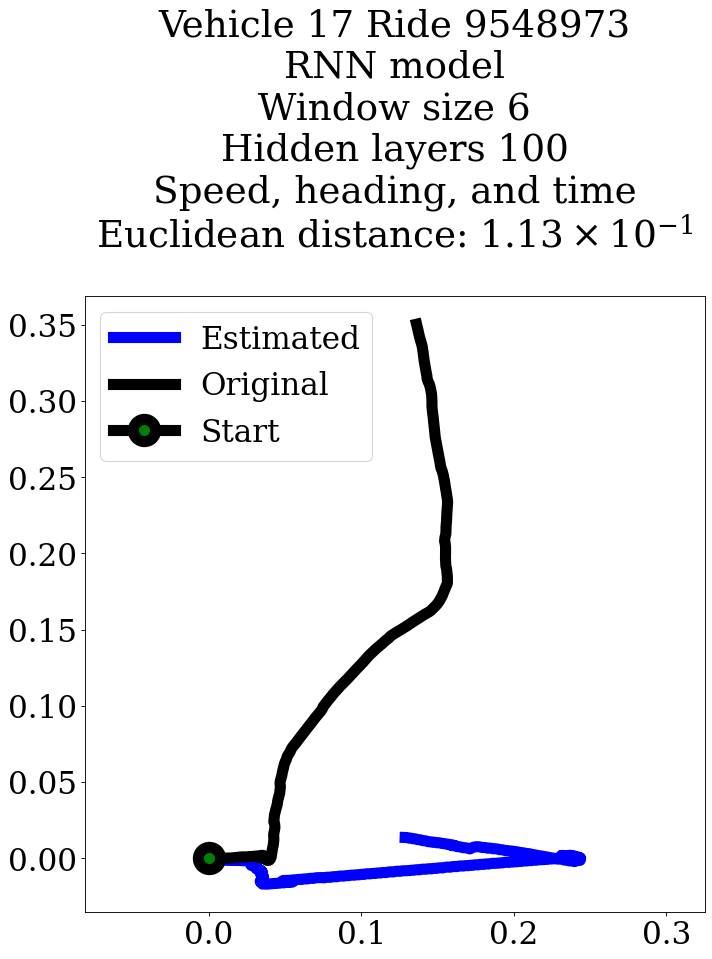 Vehicle 17 Ride 9548973
RNN model
Window size 6
Hidden layers 100
Speed, heading, and time
Euclidean distance: 1.13 × 10⁻¹
Estimated
Original
Start
0.35
0.30
0.25
0.20
0.15
0.10
0.05
0.00
0.0 0.1 0.2 0.3